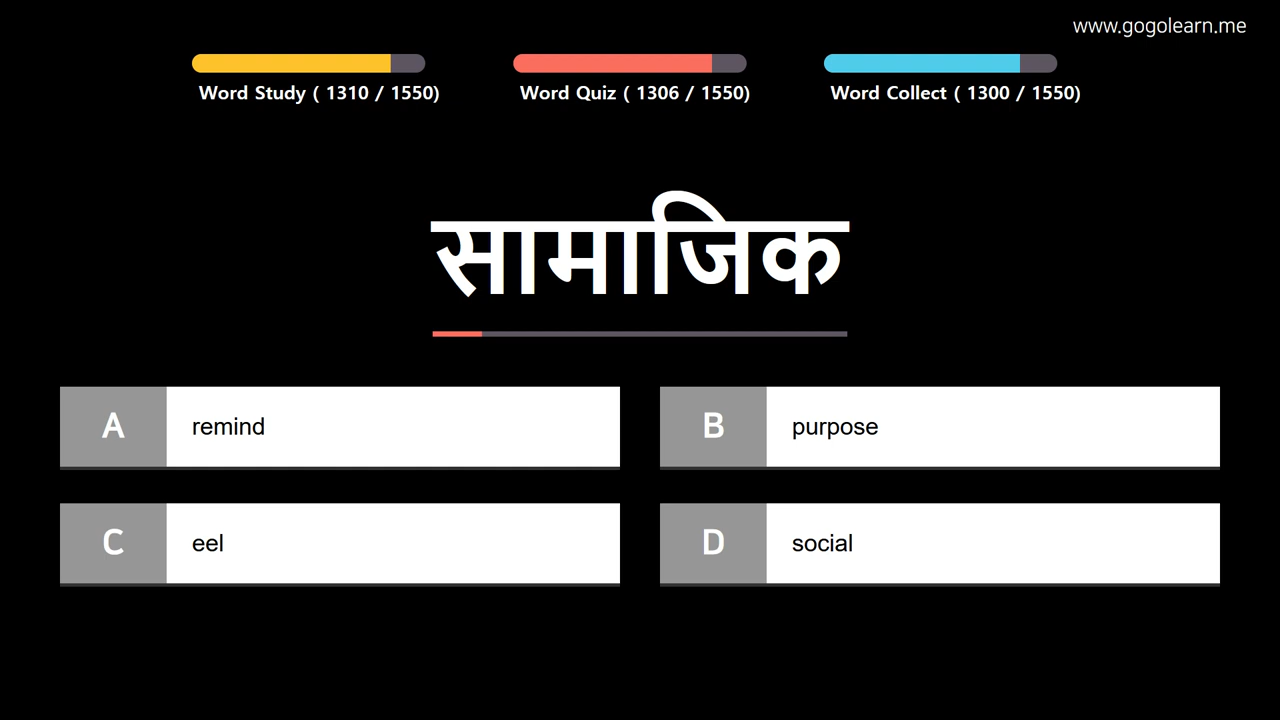 www.gogolearn.me
Word Study ( 1310 / 1550)
Word Quiz ( 1306 / 1550)
Word Collect ( 1300 / 1550)
सामाजिक
A remind
B purpose
C eel
D social